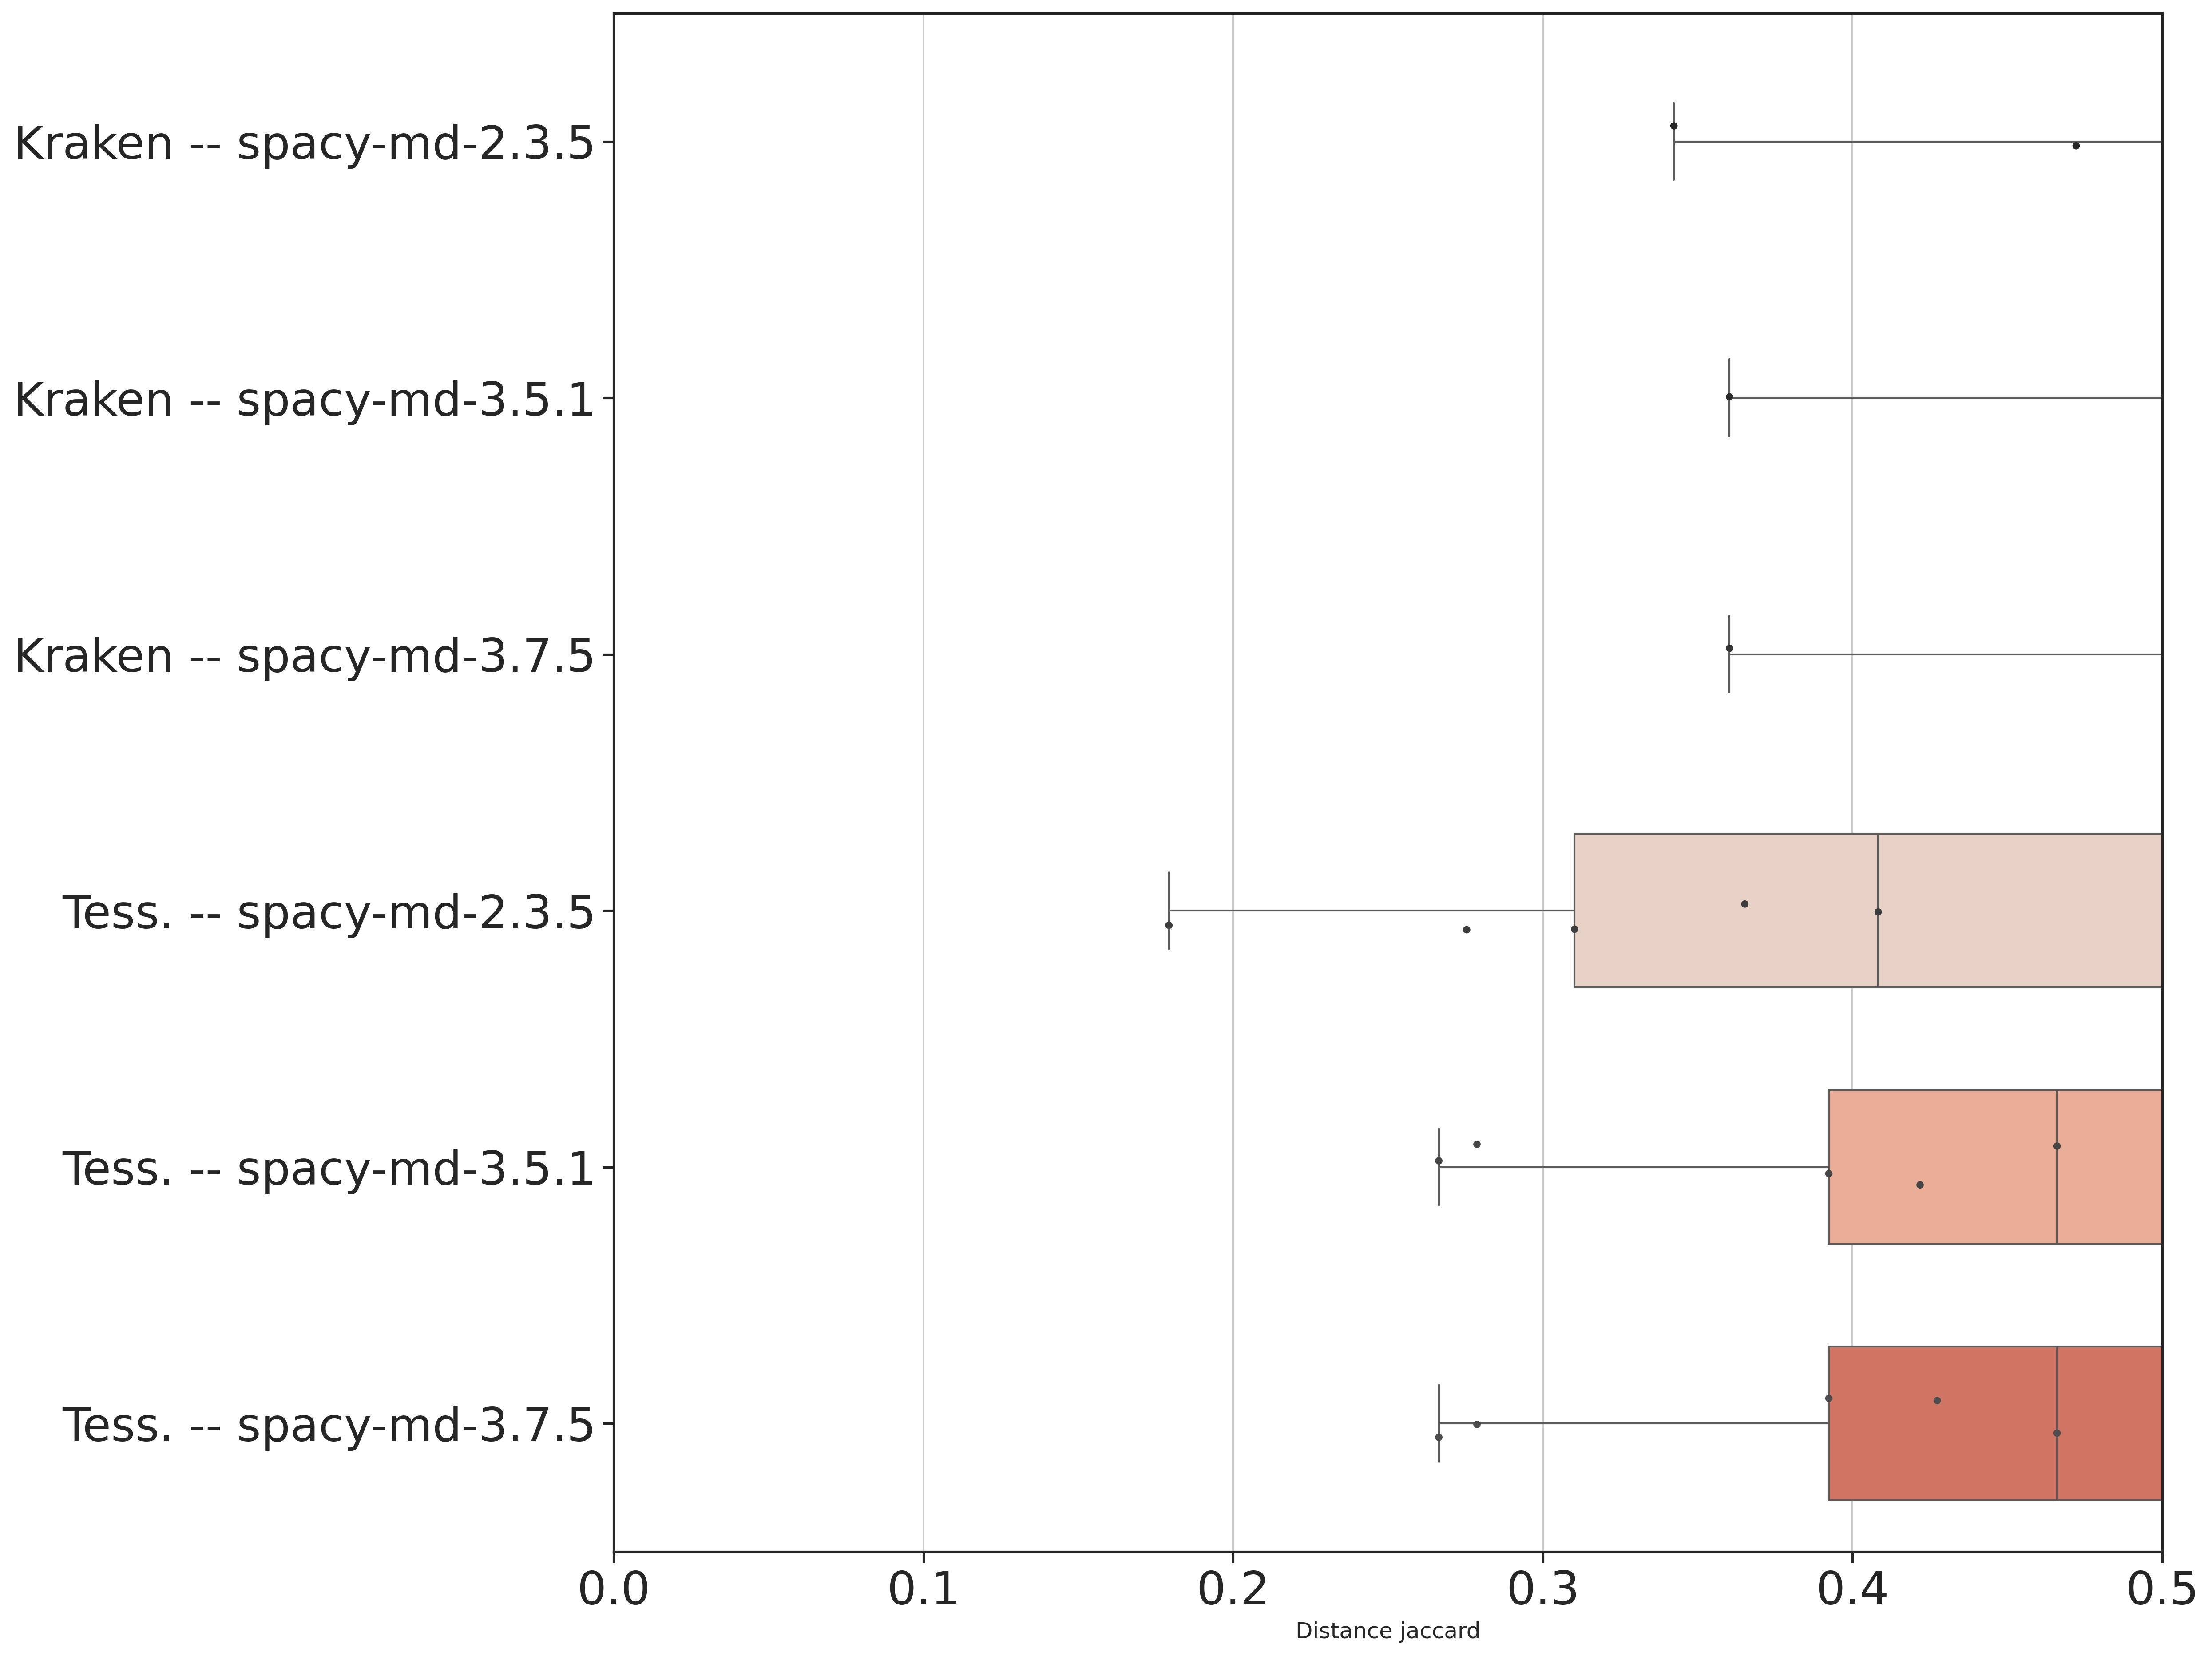 Kraken -- spacy-md-2.3.5
Kraken -- spacy-md-3.5.1
Kraken -- spacy-md-3.7.5
Tess. -- spacy-md-2.3.5
Tess. -- spacy-md-3.5.1
Tess. -- spacy-md-3.7.5
0.0 0.1 0.2 0.3 0.4 0.5
Distance jaccard